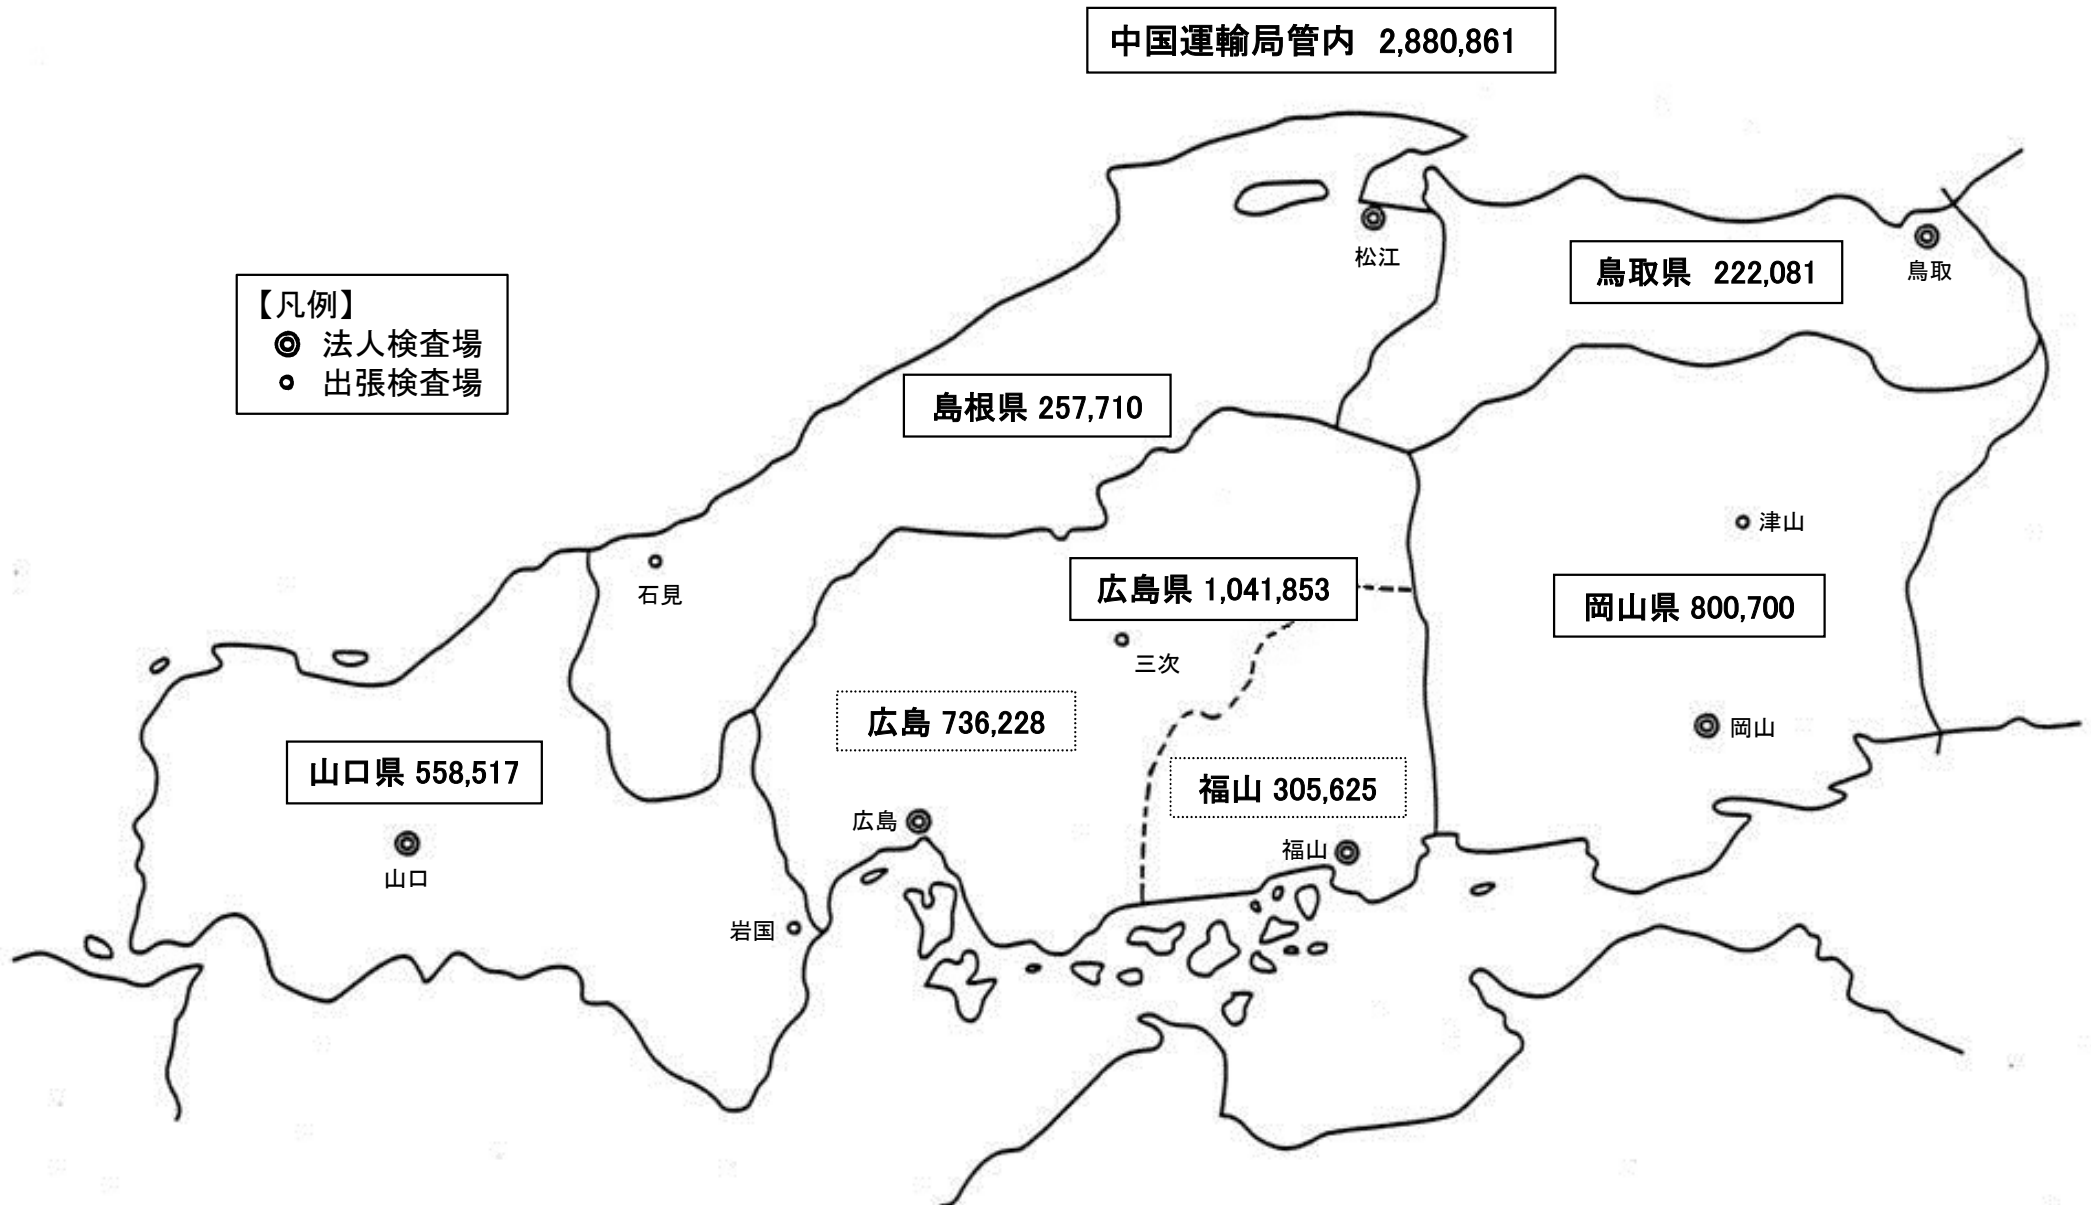 中国運輸局管内 2,880,861
松江
鳥取県 222,081
鳥取
【凡例】
◎ 法人検査場
○ 出張検査場
島根県 257,710
津山
石見
広島県 1,041,853
岡山県 800,700
三次
広島 736,228
岡山
山口県 558,517
福山 305,625
広島
福山
山口
岩国